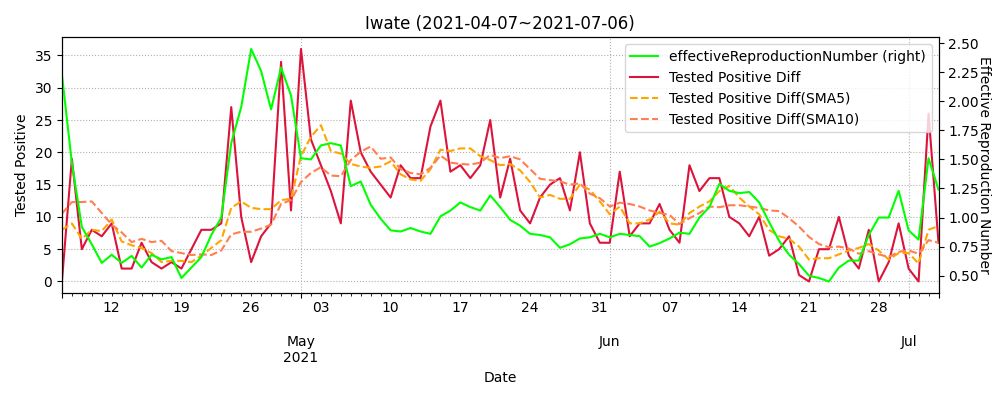 Iwate (2021-04-07~2021-07-06)
effectiveReproductionNumber (right)
Tested Positive Diff
Tested Positive Diff(SMA5)
Tested Positive Diff(SMA10)
Tested Positive
35
30
25
20
15
10
5
0
2.50
2.25
2.00
1.75
1.50
1.25
1.00
0.75
0.50
Effective Reproduction Number
12 19 26 03 10 17 24 31 07 14 21 28
May Jun Jul
2021
Date